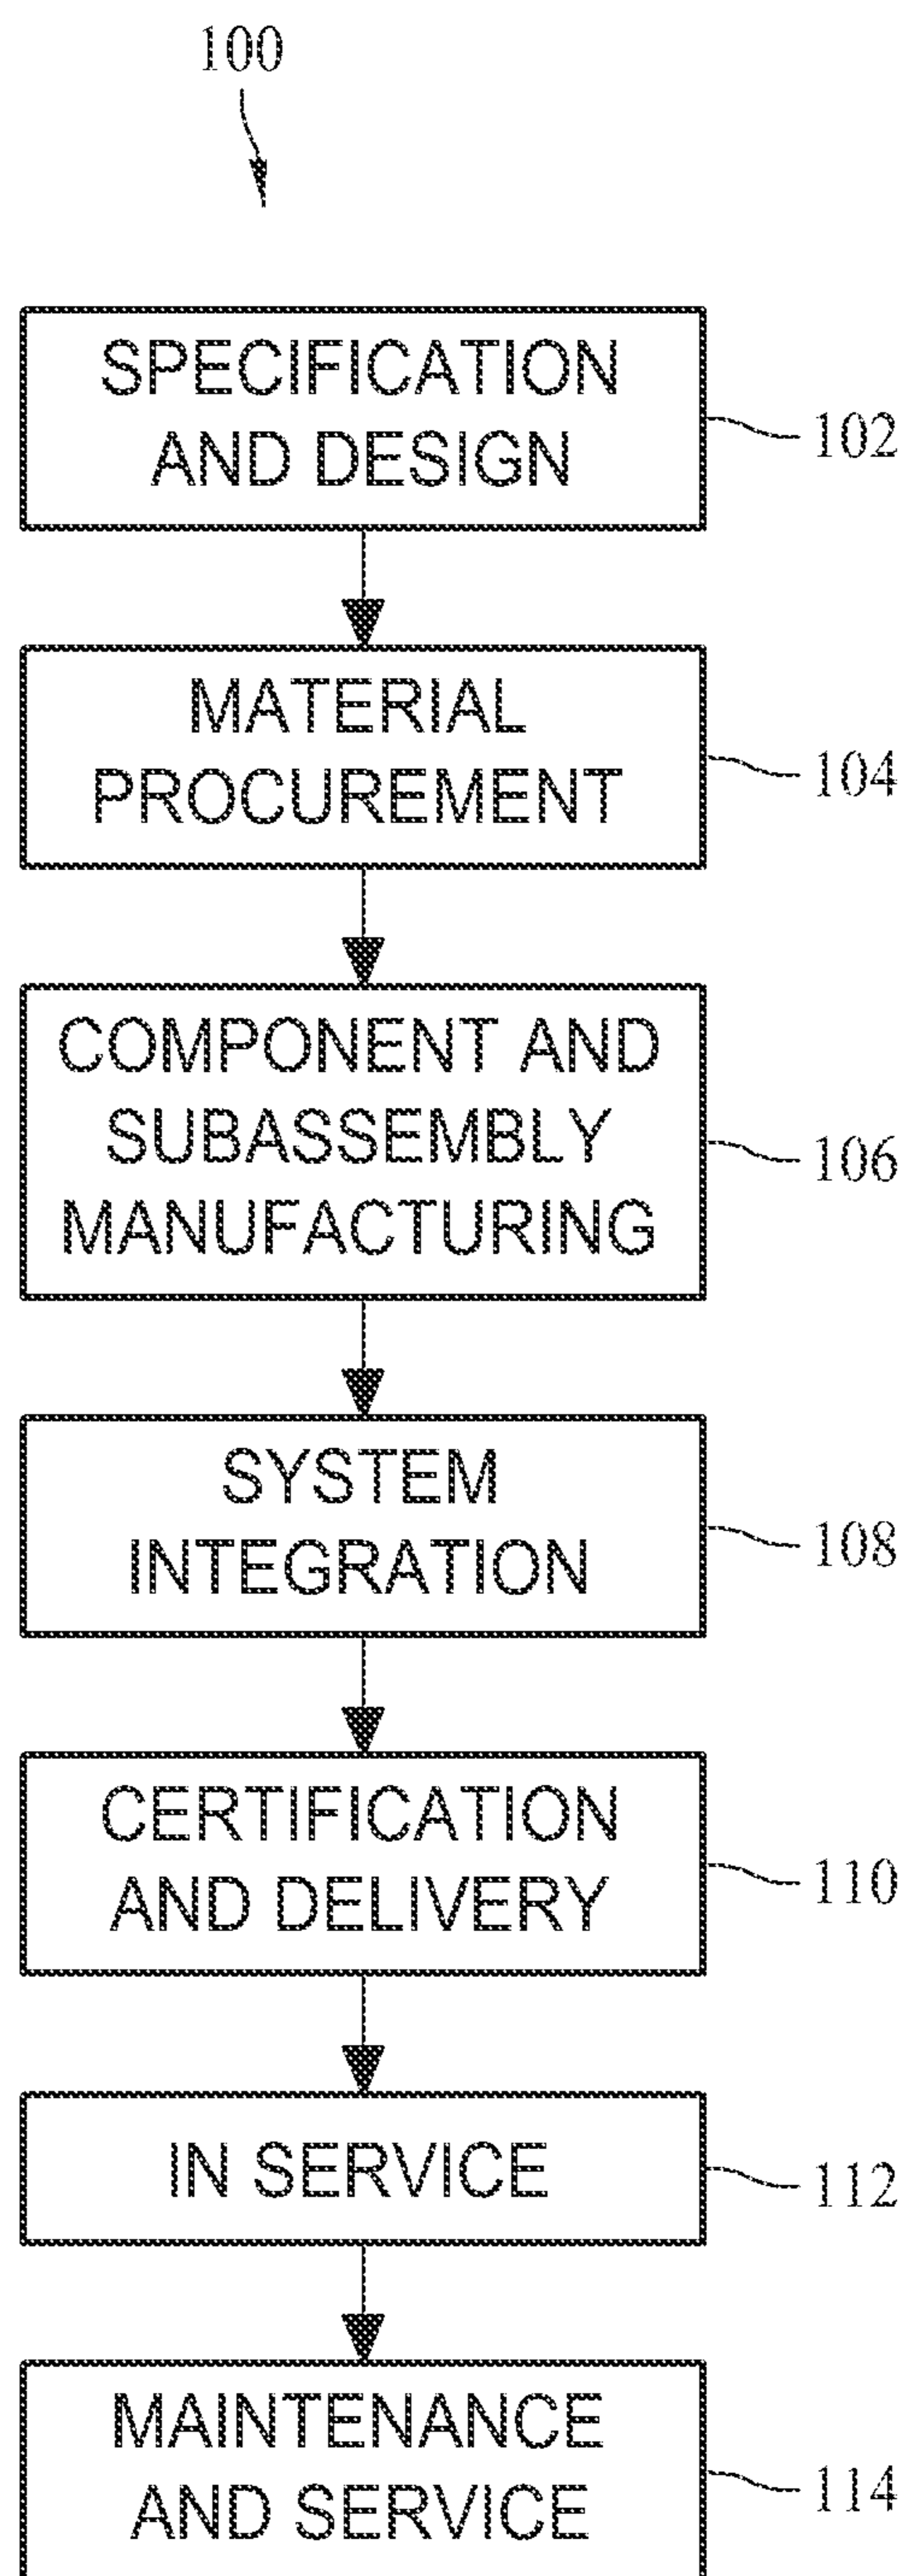 100
SPECIFICATION
AND DESIGN
102
MATERIAL
PROCUREMENT
104
COMPONENT AND
SUBASSEMBLY
MANUFACTURING
106
SYSTEM
INTEGRATION
108
CERTIFICATION
AND DELIVERY
110
IN SERVICE
112
MAINTENANCE
AND SERVICE
114